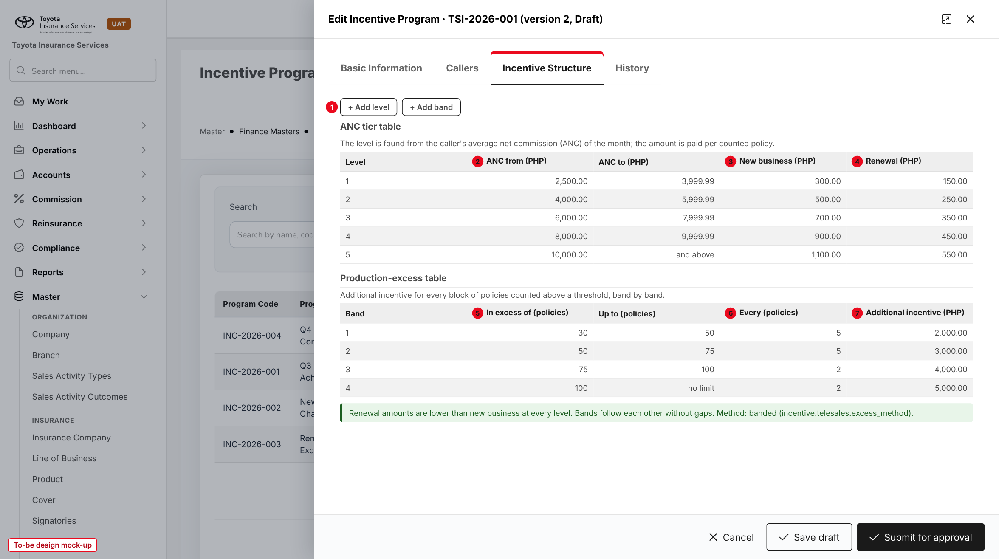 Toyota
Insurance Services
UAT
Toyota Insurance Services
Search menu...
My Work
Dashboard
Operations
Accounts
Commission
Reinsurance
Compliance
Reports
Master
ORGANIZATION
Company
Branch
Sales Activity Types
Sales Activity Outcomes
INSURANCE
Insurance Company
Line of Business
Product
Cover
Signatories
To-be design mock-up
Incentive Progra
Master • Finance Masters •
Search
Search by name, cod
Program Code Prog
INC-2026-004 Q4
Cor
INC-2026-001 Q3
Ach
INC-2026-002 New
Cha
INC-2026-003 Ren
Exc
Edit Incentive Program · TSI-2026-001 (version 2, Draft)
Basic Information Callers Incentive Structure History
1 + Add level + Add band
ANC tier table
The level is found from the caller's average net commission (ANC) of the month; the amount is paid per counted policy.
Level 2 ANC from (PHP) ANC to (PHP) 3 New business (PHP) 4 Renewal (PHP)
1 2,500.00 3,999.99 300.00 150.00
2 4,000.00 5,999.99 500.00 250.00
3 6,000.00 7,999.99 700.00 350.00
4 8,000.00 9,999.99 900.00 450.00
5 10,000.00 and above 1,100.00 550.00
Production-excess table
Additional incentive for every block of policies counted above a threshold, band by band.
Band 5 In excess of (policies) Up to (policies) 6 Every (policies) 7 Additional incentive (PHP)
1 30 50 5 2,000.00
2 50 75 5 3,000.00
3 75 100 2 4,000.00
4 100 no limit 2 5,000.00
Renewal amounts are lower than new business at every level. Bands follow each other without gaps. Method: banded (incentive.telesales.excess_method).
Cancel Save draft Submit for approval